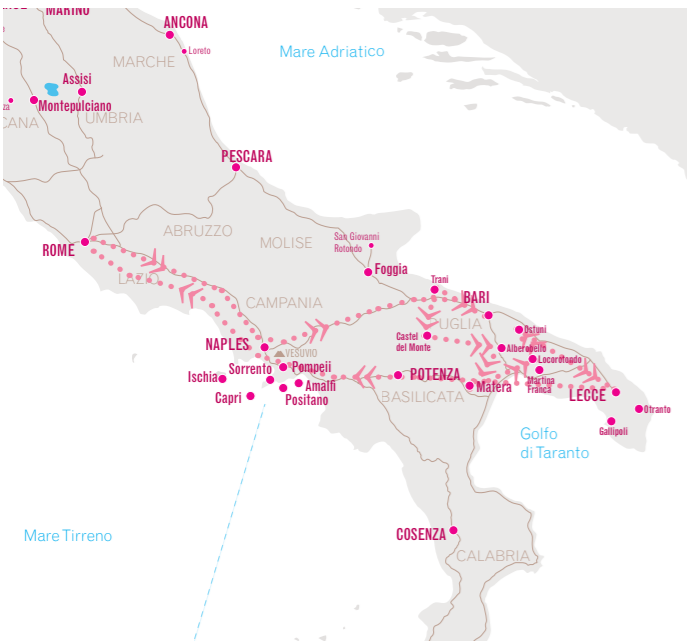 MARINO
ANCONA
Loreto
MARCHE
Mare Adriatico
Assisi
Montepulciano
UMBRIA
CANA
za
PESCARA
ABRUZZO
MOLISE
San Giovanni
Rotondo
ROME
LAZIO
Foggia
Trani
CAMPANIA
BARI
PUGLIA
Ostuni
NAPLES
VESUVIO
Castel
del Monte
Alberobello
Locorotondo
Sorrento
Pompeii
Ischia
Amalfi
POTENZA
Matera
Martina
Franca
Capri
Positano
BASILICATA
LECCE
Otranto
Gallipoli
Golfo
di Taranto
Mare Tirreno
COSENZA
CALABRIA